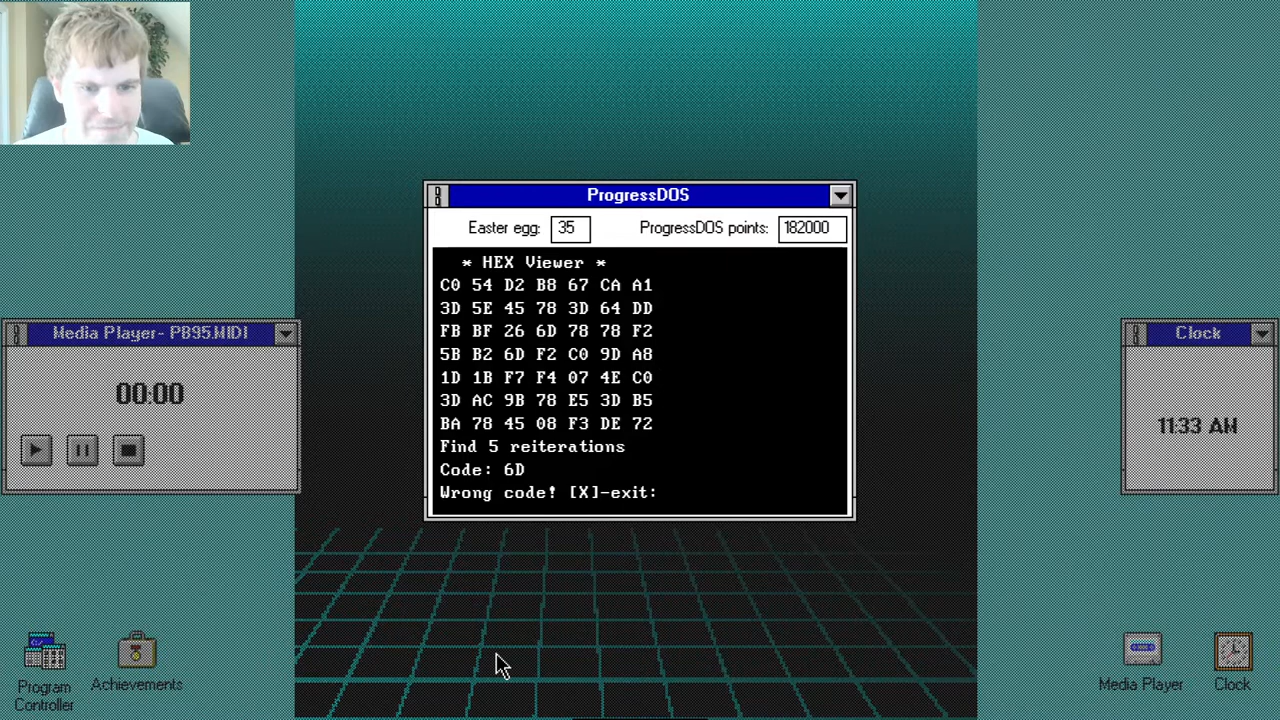 ProgressDOS
Easter egg: 35 ProgressDOS points: 182000
* HEX Viewer *
C0 54 D2 B8 67 CA A1
3D 5E 45 78 3D 64 DD
FB BF 26 6D 78 78 F2
5B B2 6D F2 C0 9D A8
1D 1B F7 F4 07 4E C0
3D AC 9B 78 E5 3D B5
BA 78 45 08 F3 DE 72
Find 5 reiterations
Code: 6D
Wrong code! [X]-exit:
Media Player- PB95.MIDI
00:00
Clock
11:33 AM
Program
Controller
Achievements
Media Player
Clock